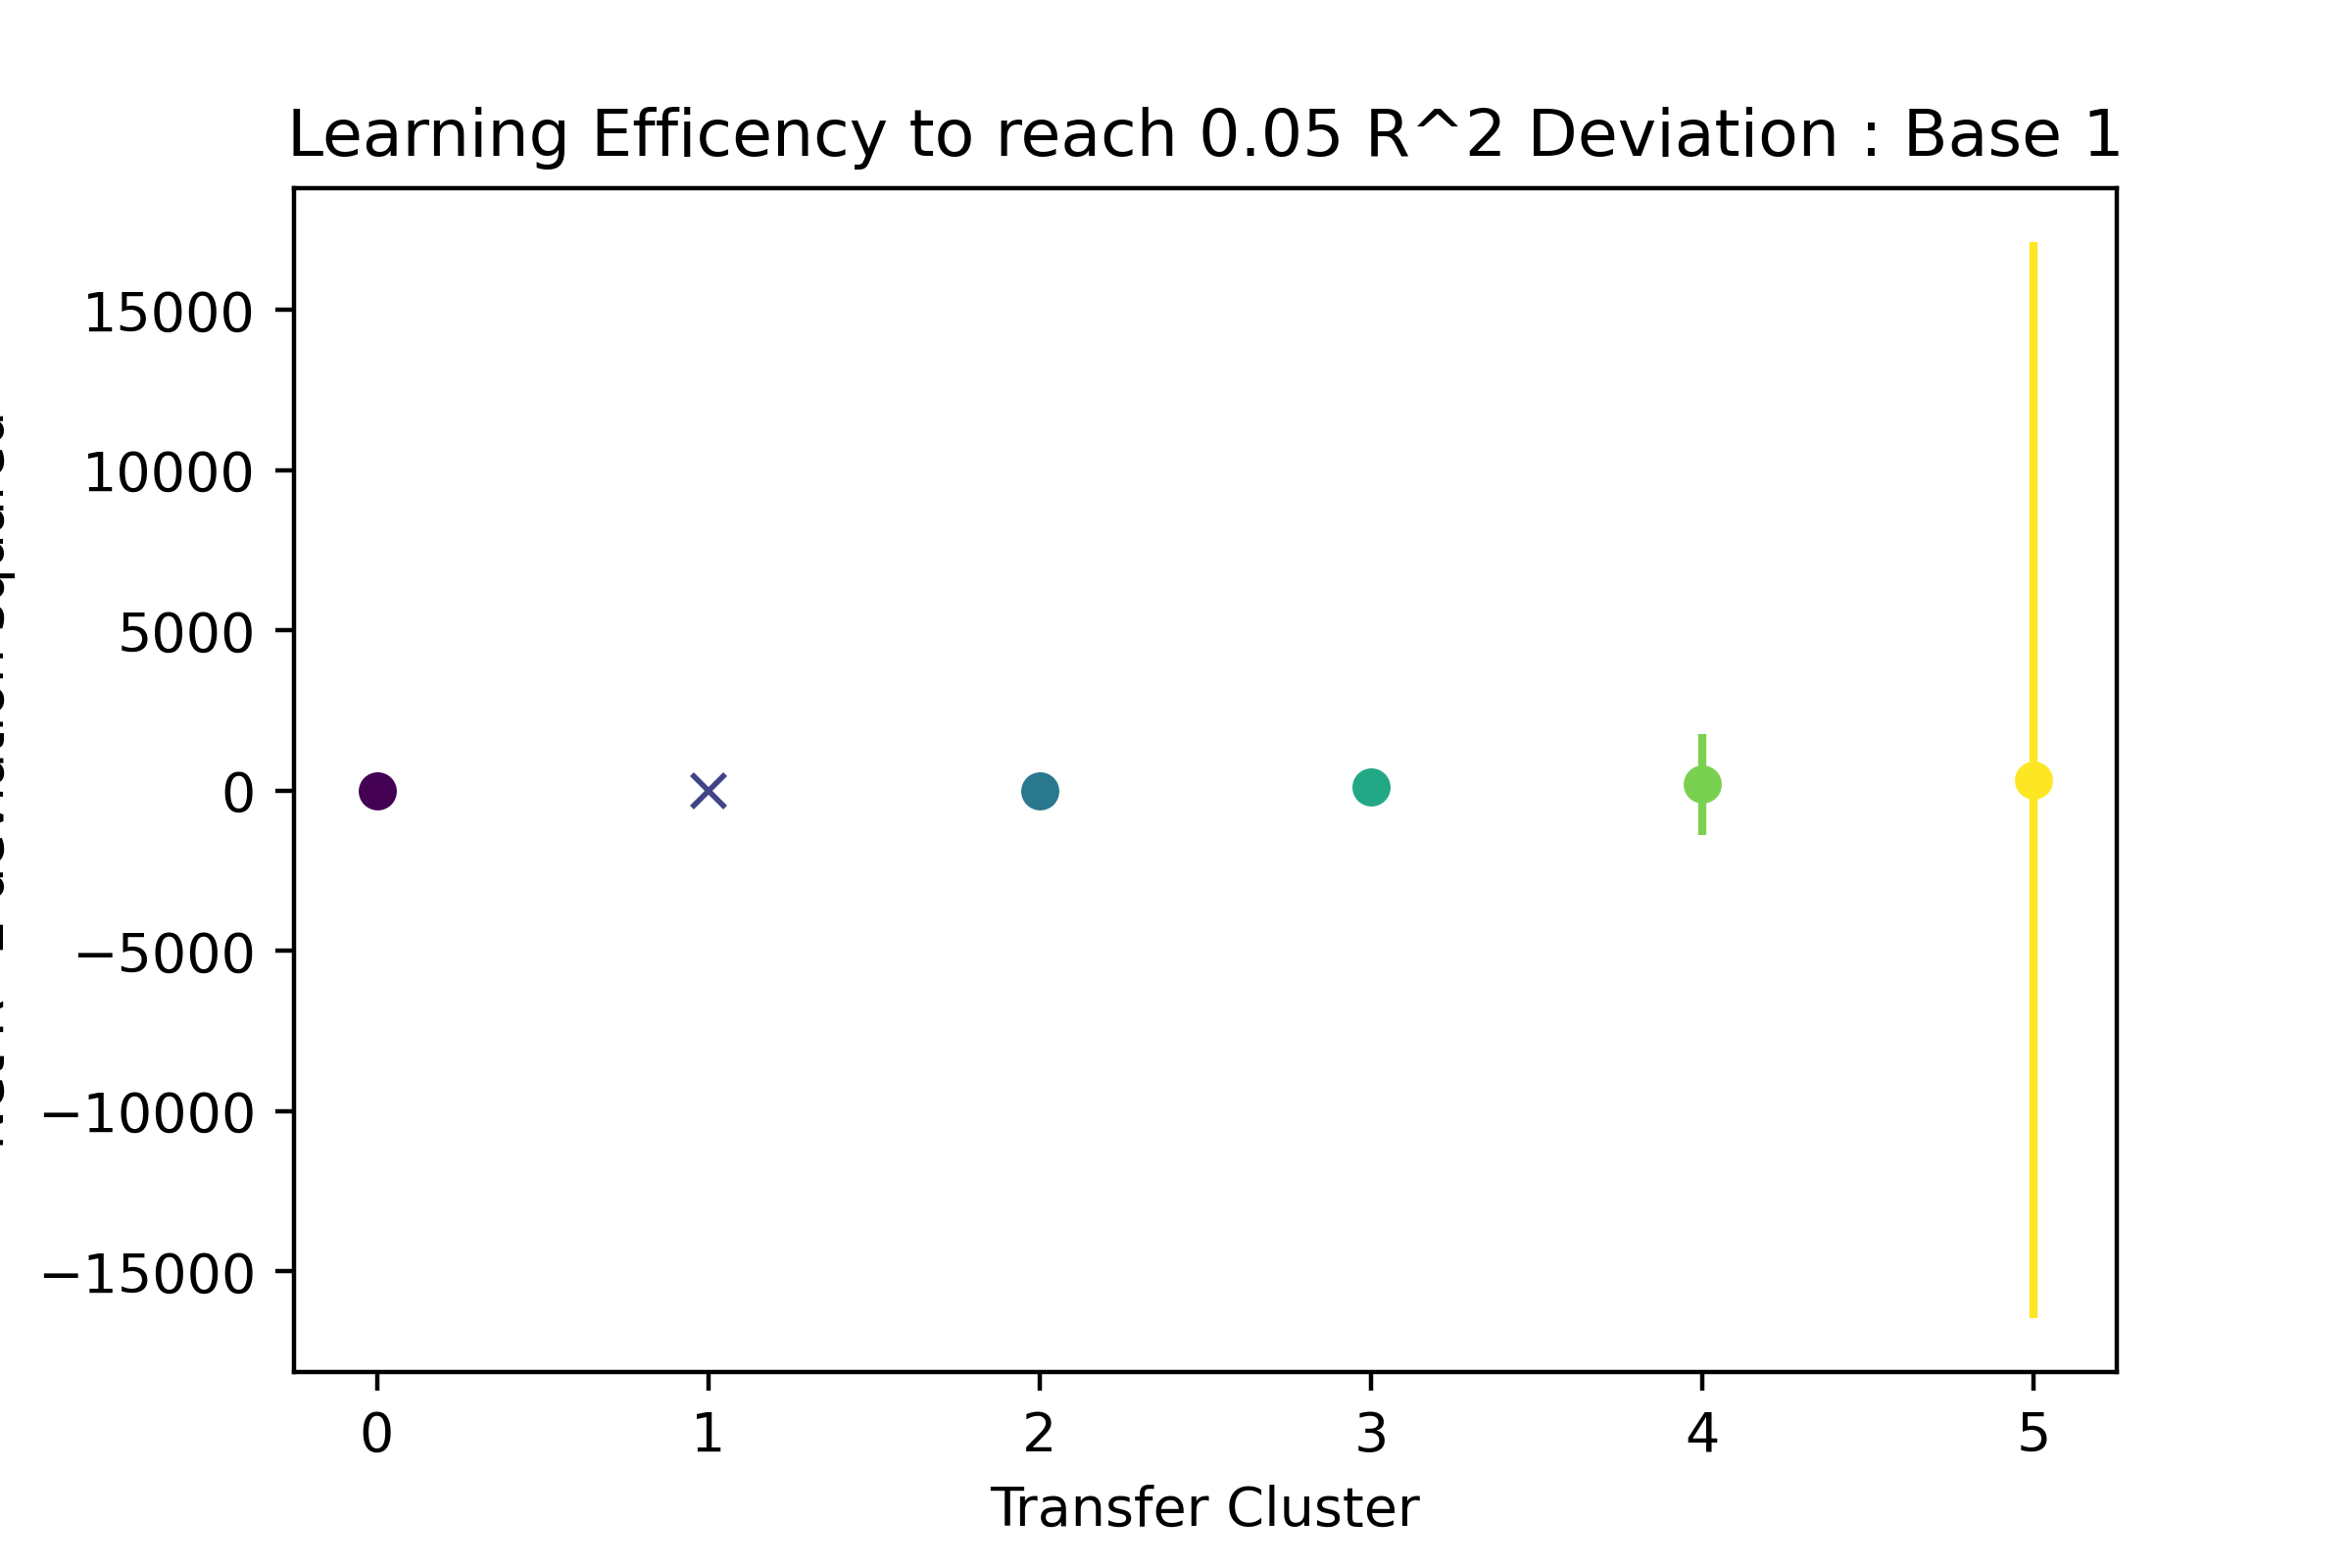 Learning Efficency to reach 0.05 R^2 Deviation : Base 1
15000
10000
5000
0
−5000
−10000
−15000
0 1 2 3 4 5
Transfer Cluster